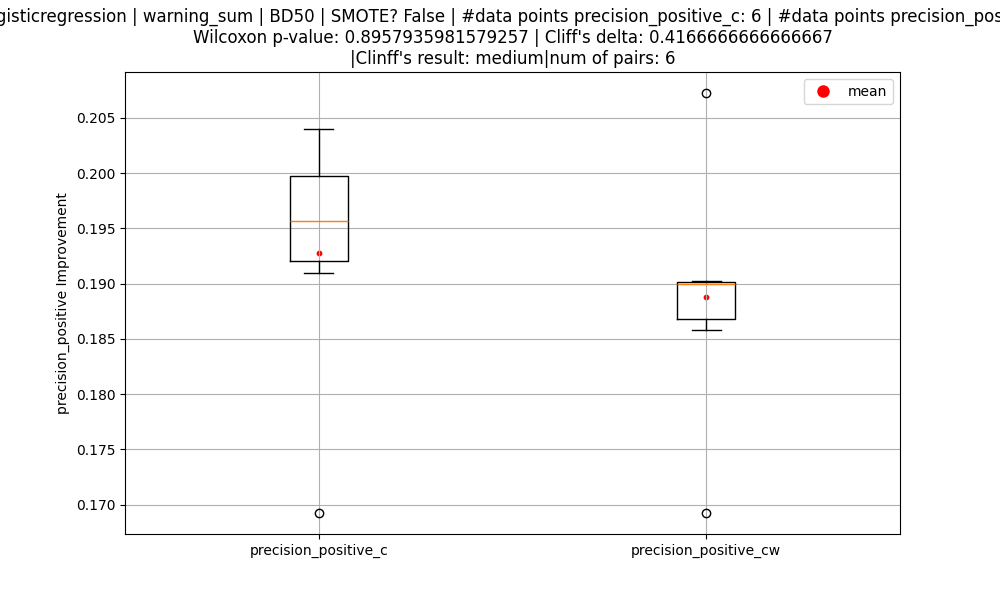 | warning_sum | BD50 | SMOTE? False | #data points precision_positive_c: 6 | #data points
Wilcoxon p-value: 0.8957935981579257 | Cliff's delta: 0.4166666666666667
|Clinff's result: medium|num of pairs: 6
mean
0.205
0.200
0.195
0.190
0.185
0.180
0.175
0.170
precision_positive Improvement
precision_positive_c
precision_positive_cw